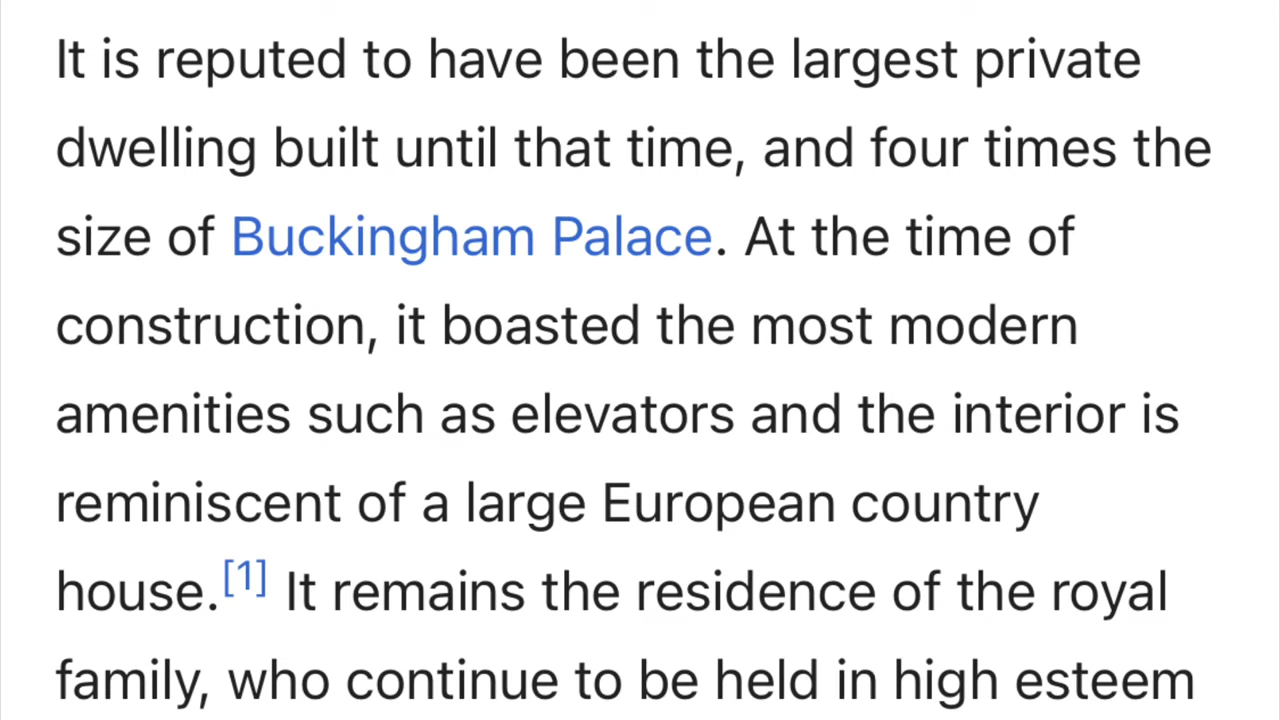 It is reputed to have been the largest private
dwelling built until that time, and four times the
size of Buckingham Palace. At the time of
construction, it boasted the most modern
amenities such as elevators and the interior is
reminiscent of a large European country
house.[1] It remains the residence of the royal
family, who continue to be held in high esteem